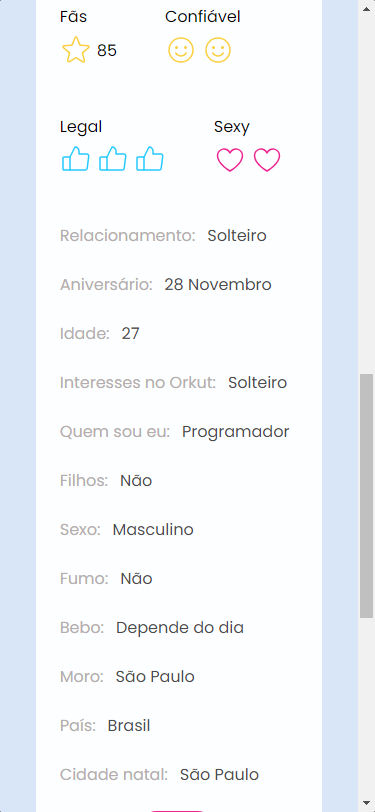 Fãs Confiável
85
Legal Sexy
Relacionamento: Solteiro
Aniversário: 28 Novembro
Idade: 27
Interesses no Orkut: Solteiro
Quem sou eu: Programador
Filhos: Não
Sexo: Masculino
Fumo: Não
Bebo: Depende do dia
Moro: São Paulo
País: Brasil
Cidade natal: São Paulo